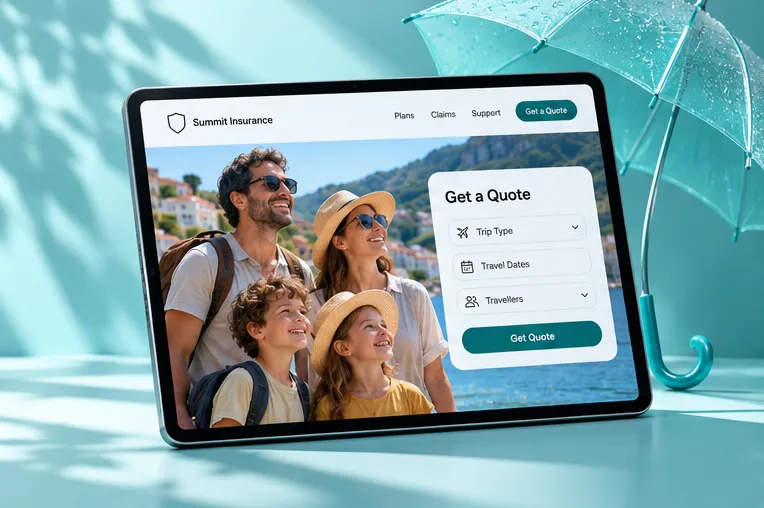 Summit Insurance
Plans
Claims
Support
Get a Quote
Get a Quote
Trip Type
Travel Dates
Travellers
Get Quote